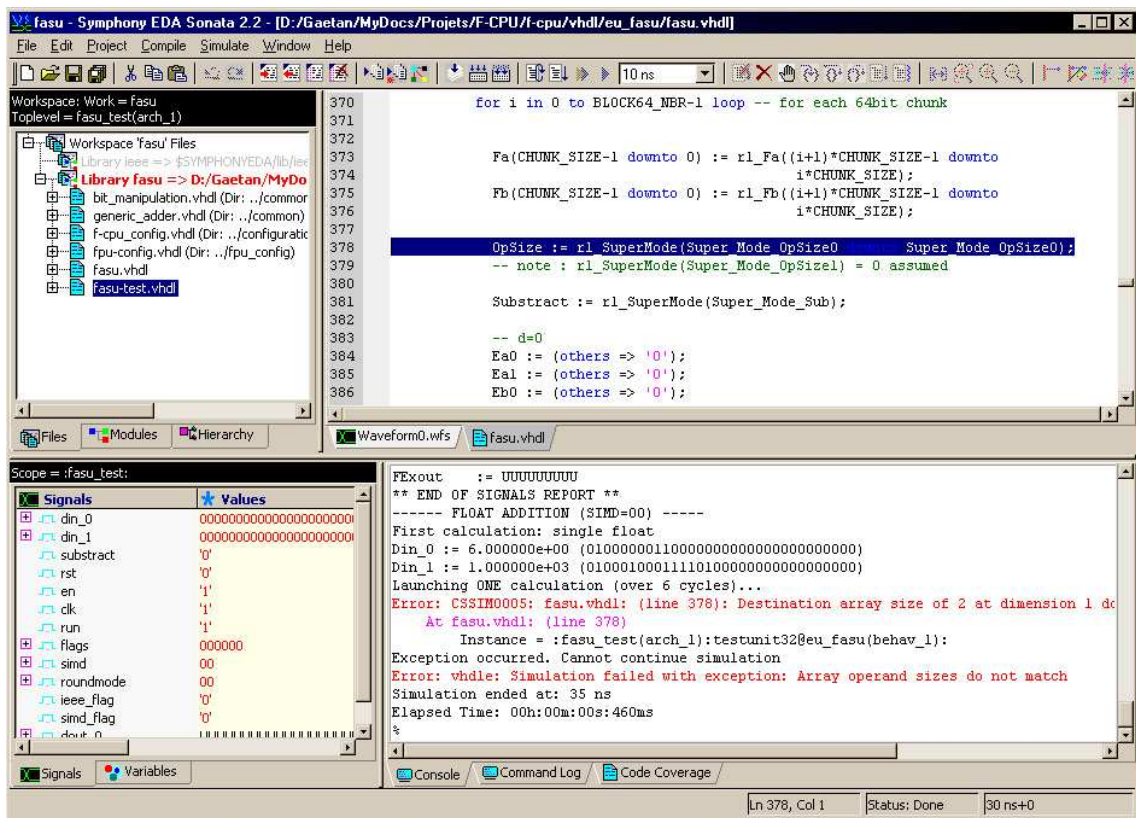 fasu - Symphony EDA Sonata 2.2 - [D:/Gaetan/MyDocs/Projets/F-CPU/f-cpu/vhdl/eu_fasu/fasu.vhdl]
File Edit Project Compile Simulate Window Help
10 ns
Workspace: Work = fasu
Toplevel = fasu_test(arch_1)
Workspace 'fasu' Files
Library ieee => $SYMPHONYEDA/lib/iee
Library fasu => D:/Gaetan/MyDo
bit_manipulation.vhdl (Dir: ../common
generic_adder.vhdl (Dir: ../common)
f-cpu_config.vhdl (Dir: ../configuratic
fpu-config.vhdl (Dir: ../fpu_config)
fasu.vhdl
fasu-test.vhdl
Files Modules Hierarchy
370 for i in 0 to BLOCK64_NBR-1 loop -- for each 64bit chunk
371
372
373 Fa(CHUNK_SIZE-1 downto 0) := r1_Fa((i+1)*CHUNK_SIZE-1 downto
374 i*CHUNK_SIZE);
375 Fb(CHUNK_SIZE-1 downto 0) := r1_Fb((i+1)*CHUNK_SIZE-1 downto
376 i*CHUNK_SIZE);
377
378 OpSize := r1_SuperMode(Super_Mode_OpSize0 downto Super_Mode_OpSize0);
379 -- note : r1_SuperMode(Super_Mode_OpSize1) = 0 assumed
380
381 Substract := r1_SuperMode(Super_Mode_Sub);
382
383 -- d=0
384 Ea0 := (others => '0');
385 Ea1 := (others => '0');
386 Eb0 := (others => '0');
Waveform0.wfs fasu.vhdl
Scope = :fasu_test:
Signals Values
din_0 00000000000000000000000
din_1 00000000000000000000000
substract '0'
rst '0'
en '1'
clk '1'
run '1'
flags 000000
simd 00
roundmode 00
ieee_flag '0'
simd_flag '0'
dout_0
Signals Variables
FExout := UUUUUUUUU
** END OF SIGNALS REPORT **
------ FLOAT ADDITION (SIMD=00) -----
First calculation: single float
Din_0 := 6.000000e+00 (01000000110000000000000000000000)
Din_1 := 1.000000e+03 (01000100011110100000000000000000)
Launching ONE calculation (over 6 cycles)...
Error: CSSIM0005: fasu.vhdl: (line 378): Destination array size of 2 at dimension 1 do
At fasu.vhdl: (line 378)
Instance = :fasu_test(arch_1):testunit32@eu_fasu(behav_1):
Exception occurred. Cannot continue simulation
Error: vhdle: Simulation failed with exception: Array operand sizes do not match
Simulation ended at: 35 ns
Elapsed Time: 00h:00m:00s:460ms
%
Console Command Log Code Coverage
Ln 378, Col 1 Status: Done 30 ns+0